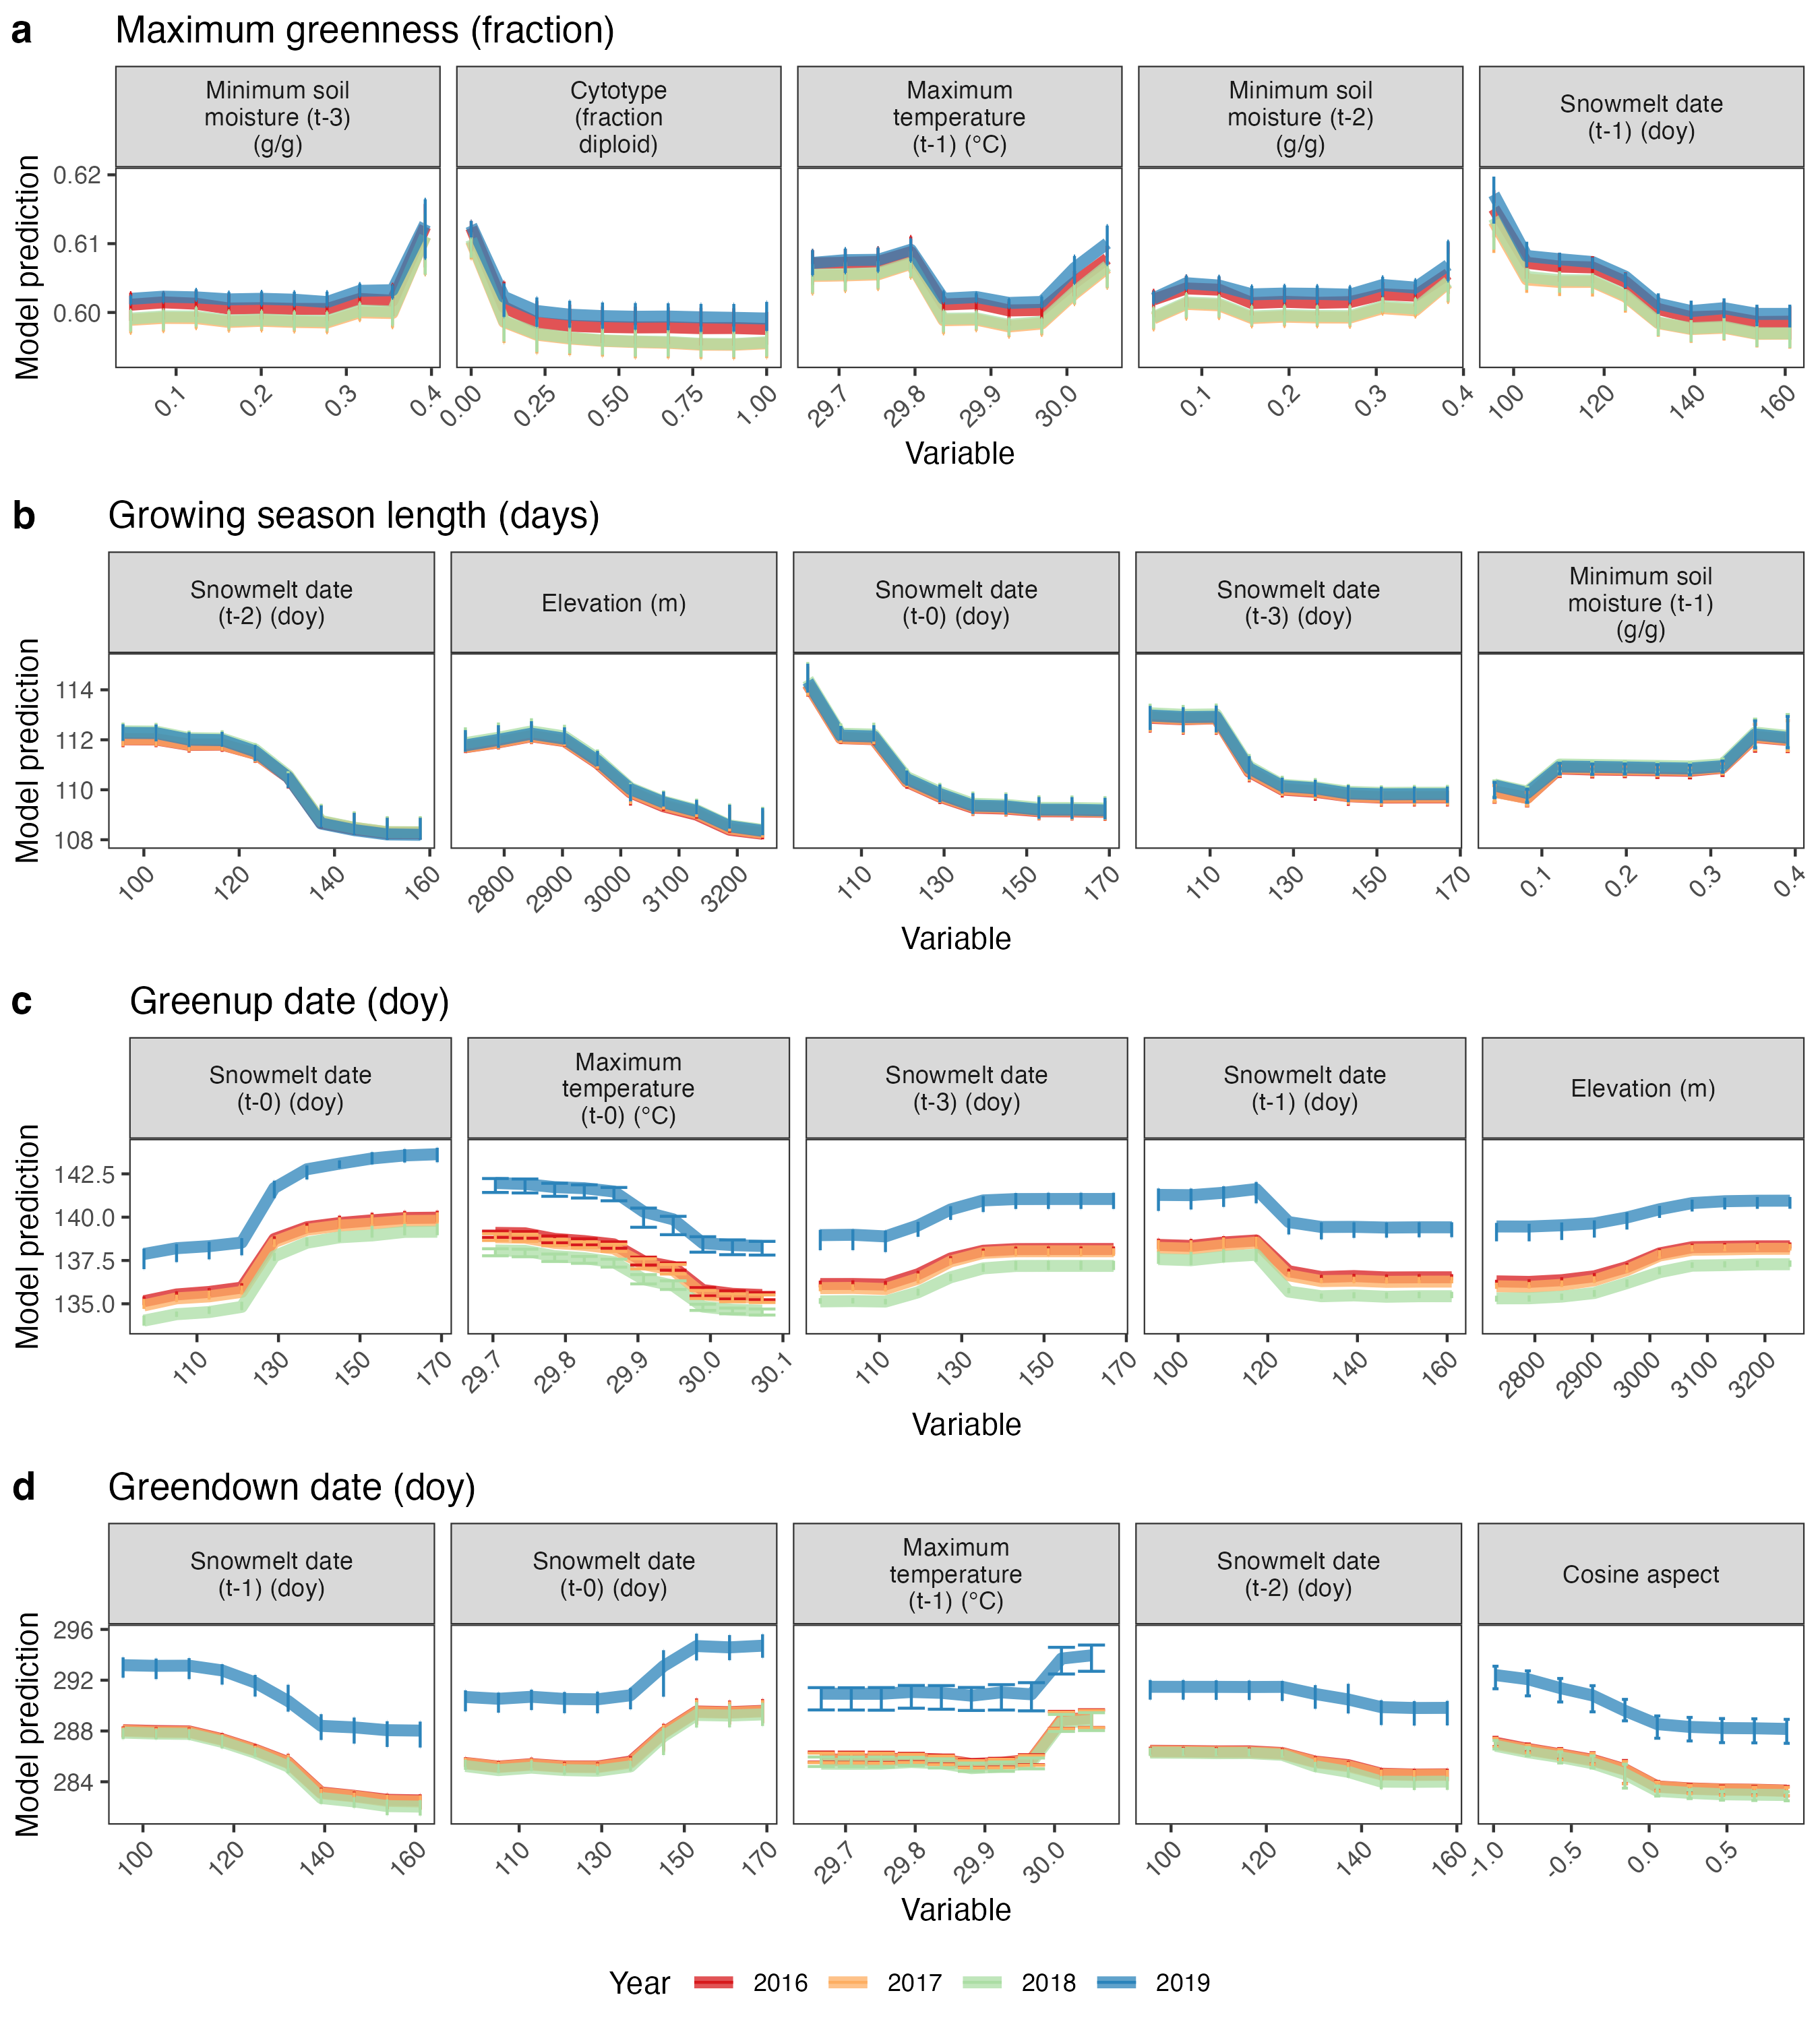 a Maximum greenness (fraction)
Minimum soil
moisture (t-3)
(g/g)
Cytotype
(fraction
diploid)
Maximum
temperature
(t-1) (°C)
Minimum soil
moisture (t-2)
(g/g)
Snowmelt date
(t-1) (doy)
Model prediction
0.62
0.61
0.60
0.1 0.2 0.3 0.4
0.00 0.25 0.50 0.75 1.00
29.7 29.8 29.9 30.0
0.1 0.2 0.3 0.4
100 120 140 160
Variable
b Growing season length (days)
Snowmelt date
(t-2) (doy)
Elevation (m)
Snowmelt date
(t-0) (doy)
Snowmelt date
(t-3) (doy)
Minimum soil
moisture (t-1)
(g/g)
Model prediction
114
112
110
108
100 120 140 160
2800 2900 3000 3100 3200
110 130 150 170
110 130 150 170
0.1 0.2 0.3 0.4
Variable
c Greenup date (doy)
Snowmelt date
(t-0) (doy)
Maximum
temperature
(t-0) (°C)
Snowmelt date
(t-3) (doy)
Snowmelt date
(t-1) (doy)
Elevation (m)
Model prediction
142.5
140.0
137.5
135.0
110 130 150 170
29.7 29.8 29.9 30.0 30.1
110 130 150 170
100 120 140 160
2800 2900 3000 3100 3200
Variable
d Greendown date (doy)
Snowmelt date
(t-1) (doy)
Snowmelt date
(t-0) (doy)
Maximum
temperature
(t-1) (°C)
Snowmelt date
(t-2) (doy)
Cosine aspect
Model prediction
296
292
288
284
100 120 140 160
110 130 150 170
29.7 29.8 29.9 30.0
100 120 140 160
-1.0 -0.5 0.0 0.5
Variable
Year 2016 2017 2018 2019